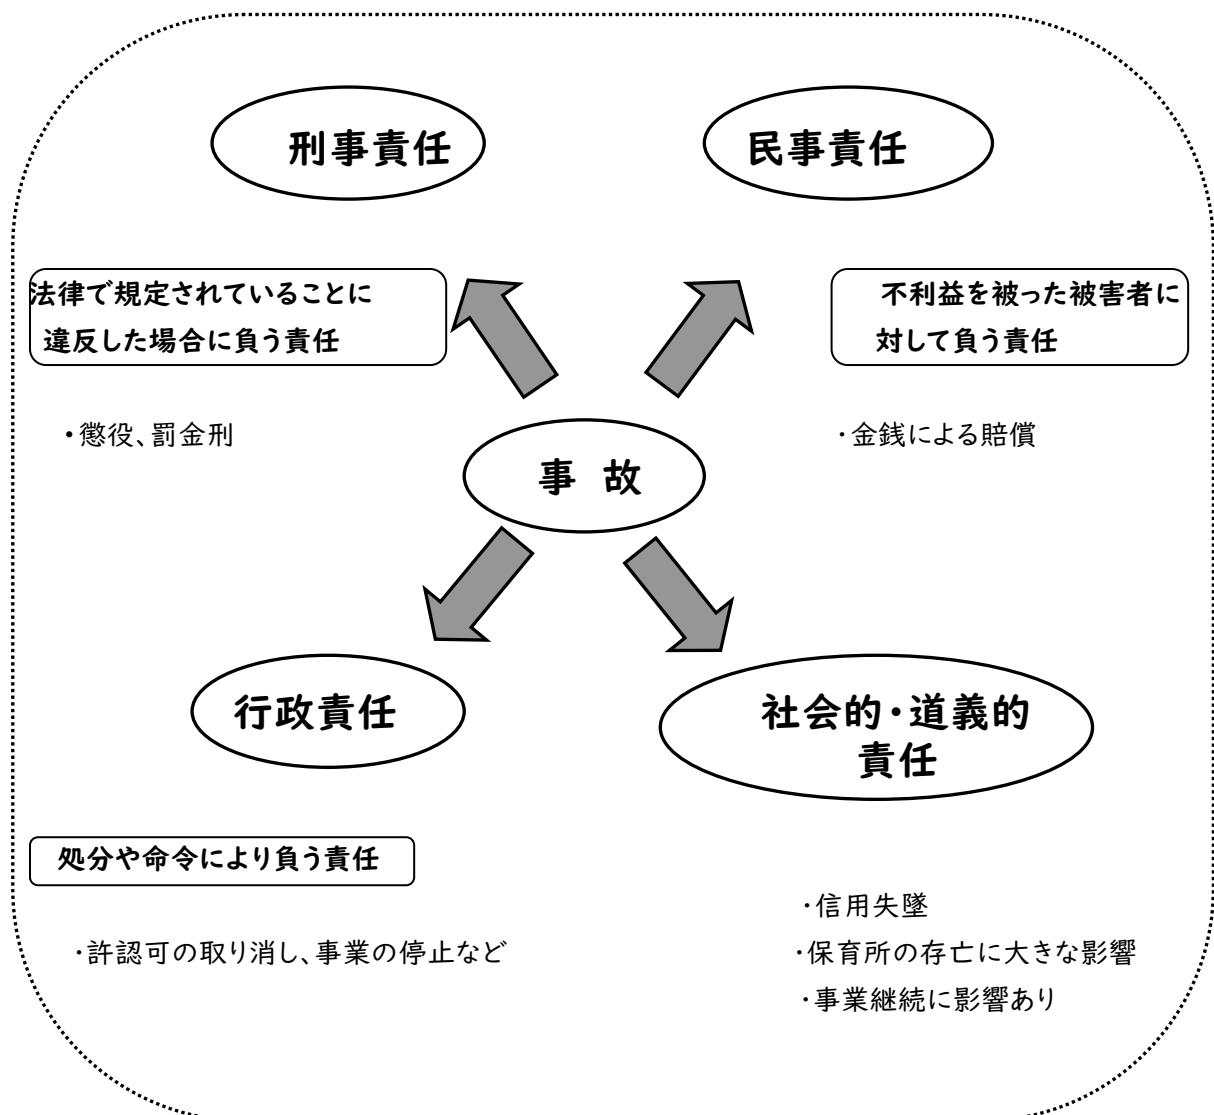 刑事責任
民事責任
法律で規定されていることに
違反した場合に負う責任
不利益を被った被害者に
対して負う責任
・懲役、罰金刑
・金銭による賠償
事 故
行政責任
社会的・道義的
責任
処分や命令により負う責任
・許認可の取り消し、事業の停止など
・信用失墜
・保育所の存亡に大きな影響
・事業継続に影響あり